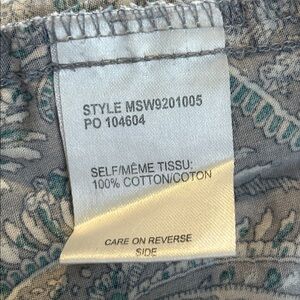 STYLE MSW9201005
PO 104604
SELF/MÊME TISSU:
100% COTTON/COTON
CARE ON REVERSE
SIDE